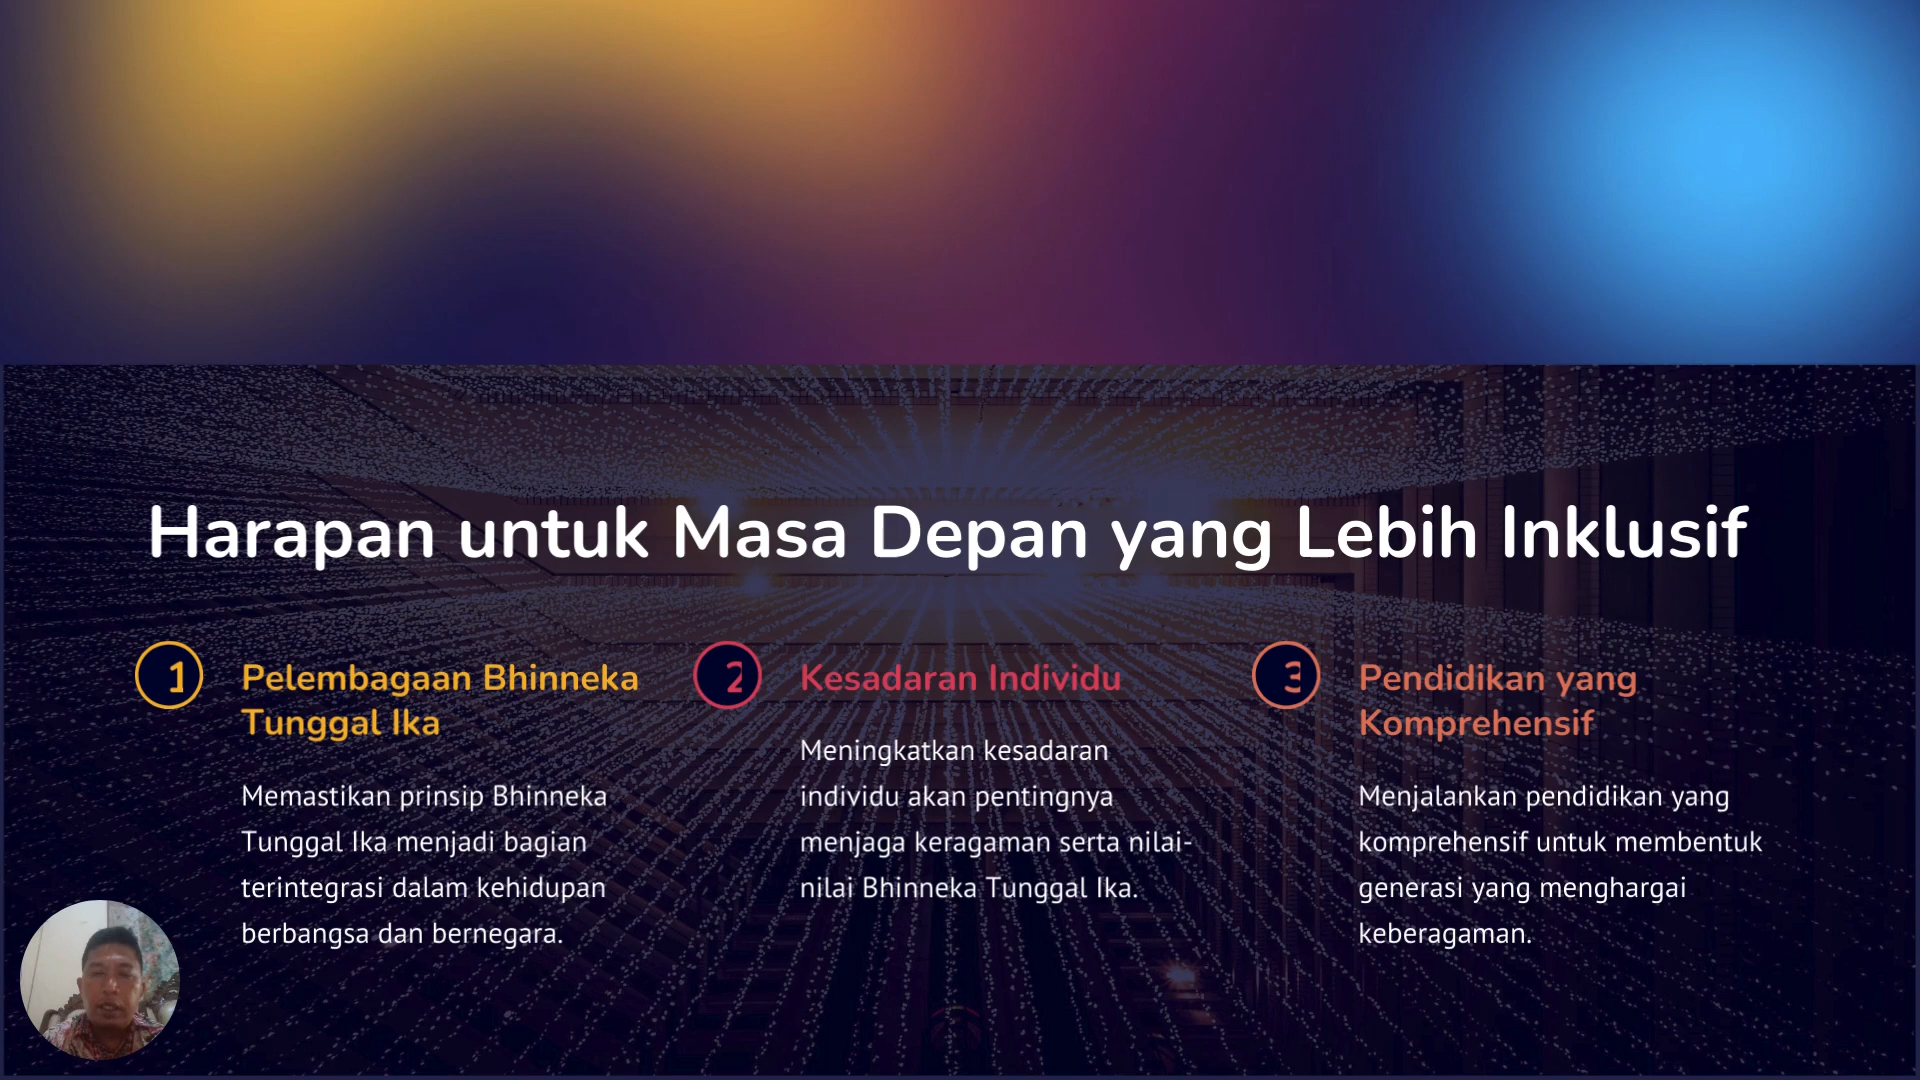 Harapan untuk Masa Depan yang Lebih Inklusif
1
Pelembagaan Bhinneka
Tunggal Ika
Memastikan prinsip Bhinneka
Tunggal Ika menjadi bagian
terintegrasi dalam kehidupan
berbangsa dan bernegara.
2
Kesadaran Individu
Meningkatkan kesadaran
individu akan pentingnya
menjaga keragaman serta nilai-
nilai Bhinneka Tunggal Ika.
3
Pendidikan yang
Komprehensif
Menjalankan pendidikan yang
komprehensif untuk membentuk
generasi yang menghargai
keberagaman.